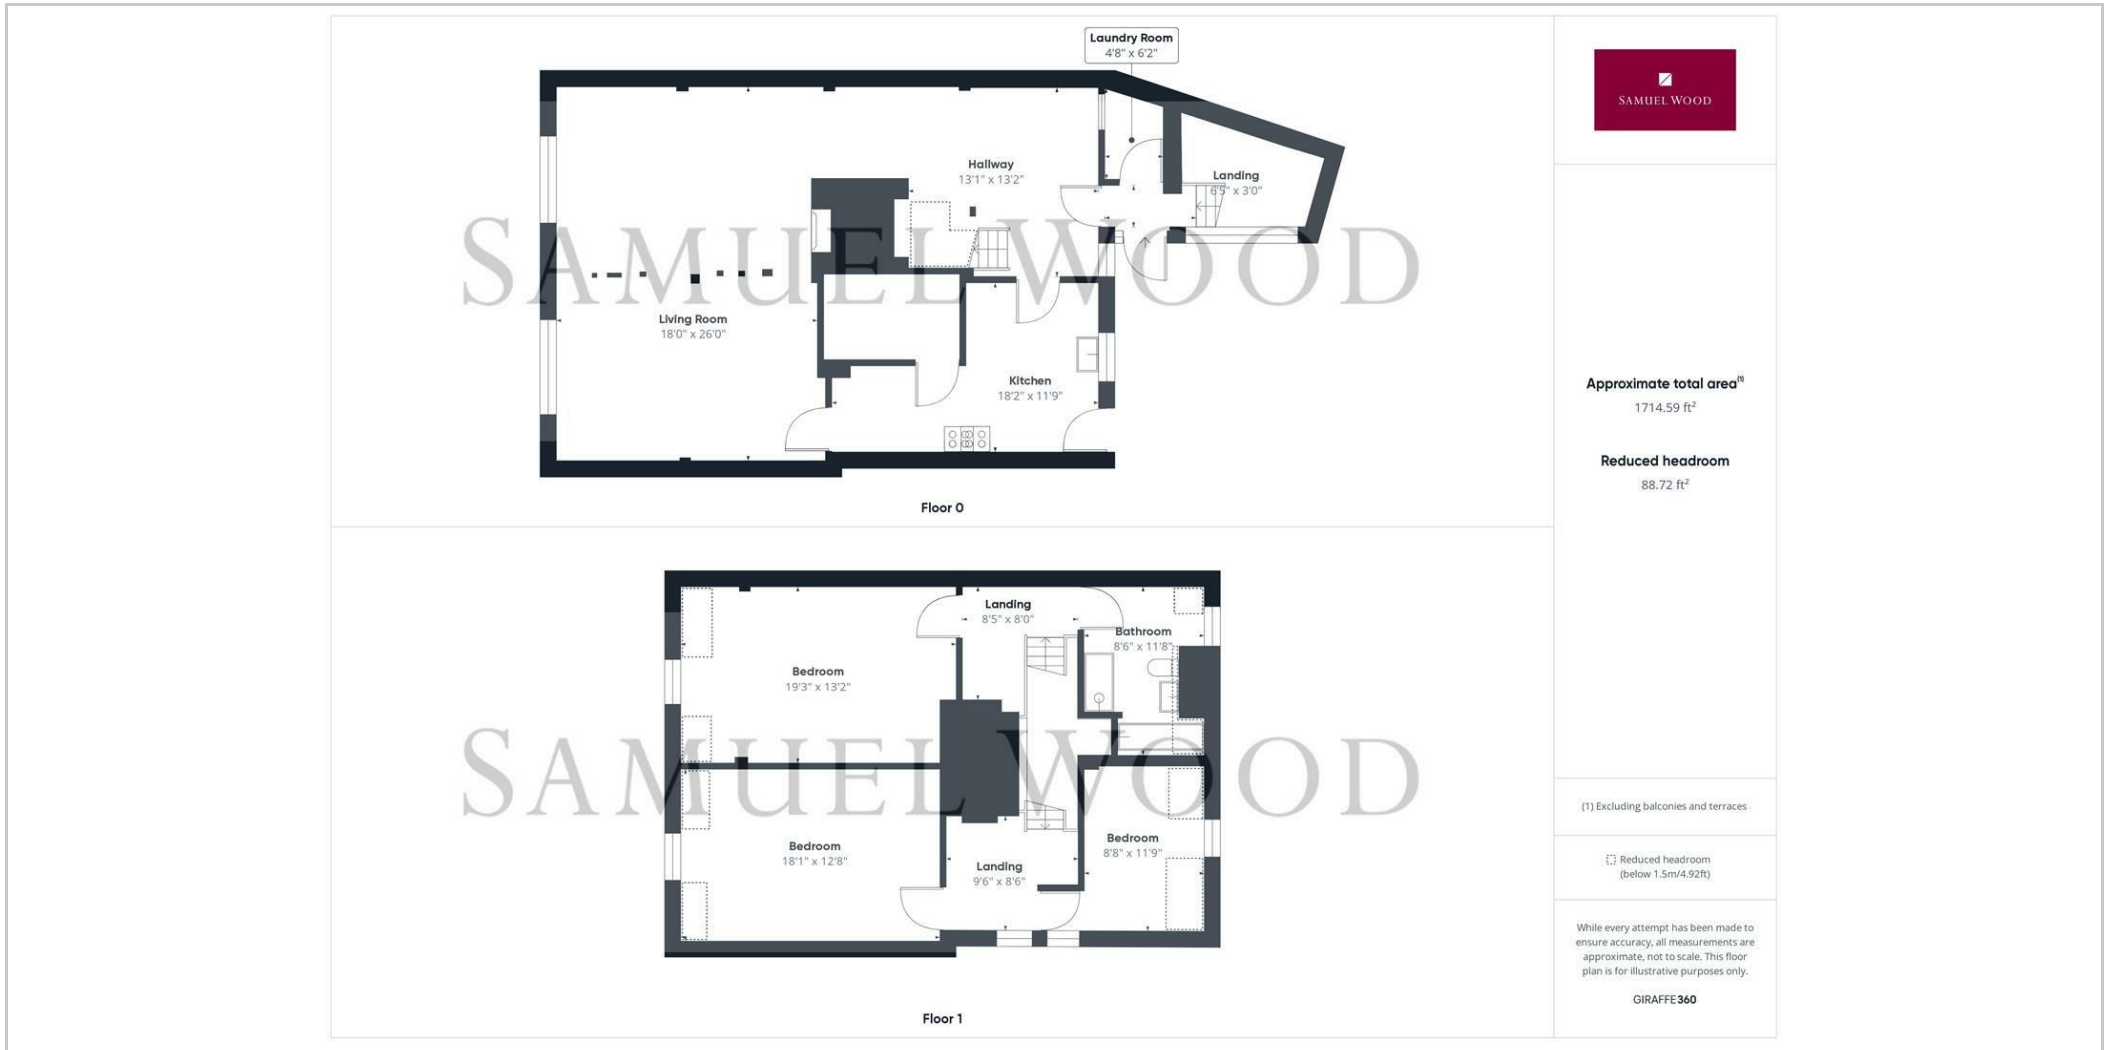 Laundry Room
4'8" x 6'2"
Hallway
13'1" x 13'2"
Landing
6'5" x 3'0"
Living Room
18'0" x 26'0"
Kitchen
18'2" x 11'9"
SAMUEL WOOD
Floor 0
Landing
8'5" x 8'0"
Bathroom
8'6" x 11'8"
Bedroom
19'3" x 13'2"
Bedroom
18'1" x 12'8"
Landing
9'6" x 8'6"
Bedroom
8'8" x 11'9"
SAMUEL WOOD
Floor 1
SAMUEL WOOD
Approximate total area(1)
1714.59 ft²
Reduced headroom
88.72 ft²
(1) Excluding balconies and terraces
Reduced headroom
(below 1.5m/4.92ft)
While every attempt has been made to
ensure accuracy, all measurements are
approximate, not to scale. This floor
plan is for illustrative purposes only.
GIRAFFE360